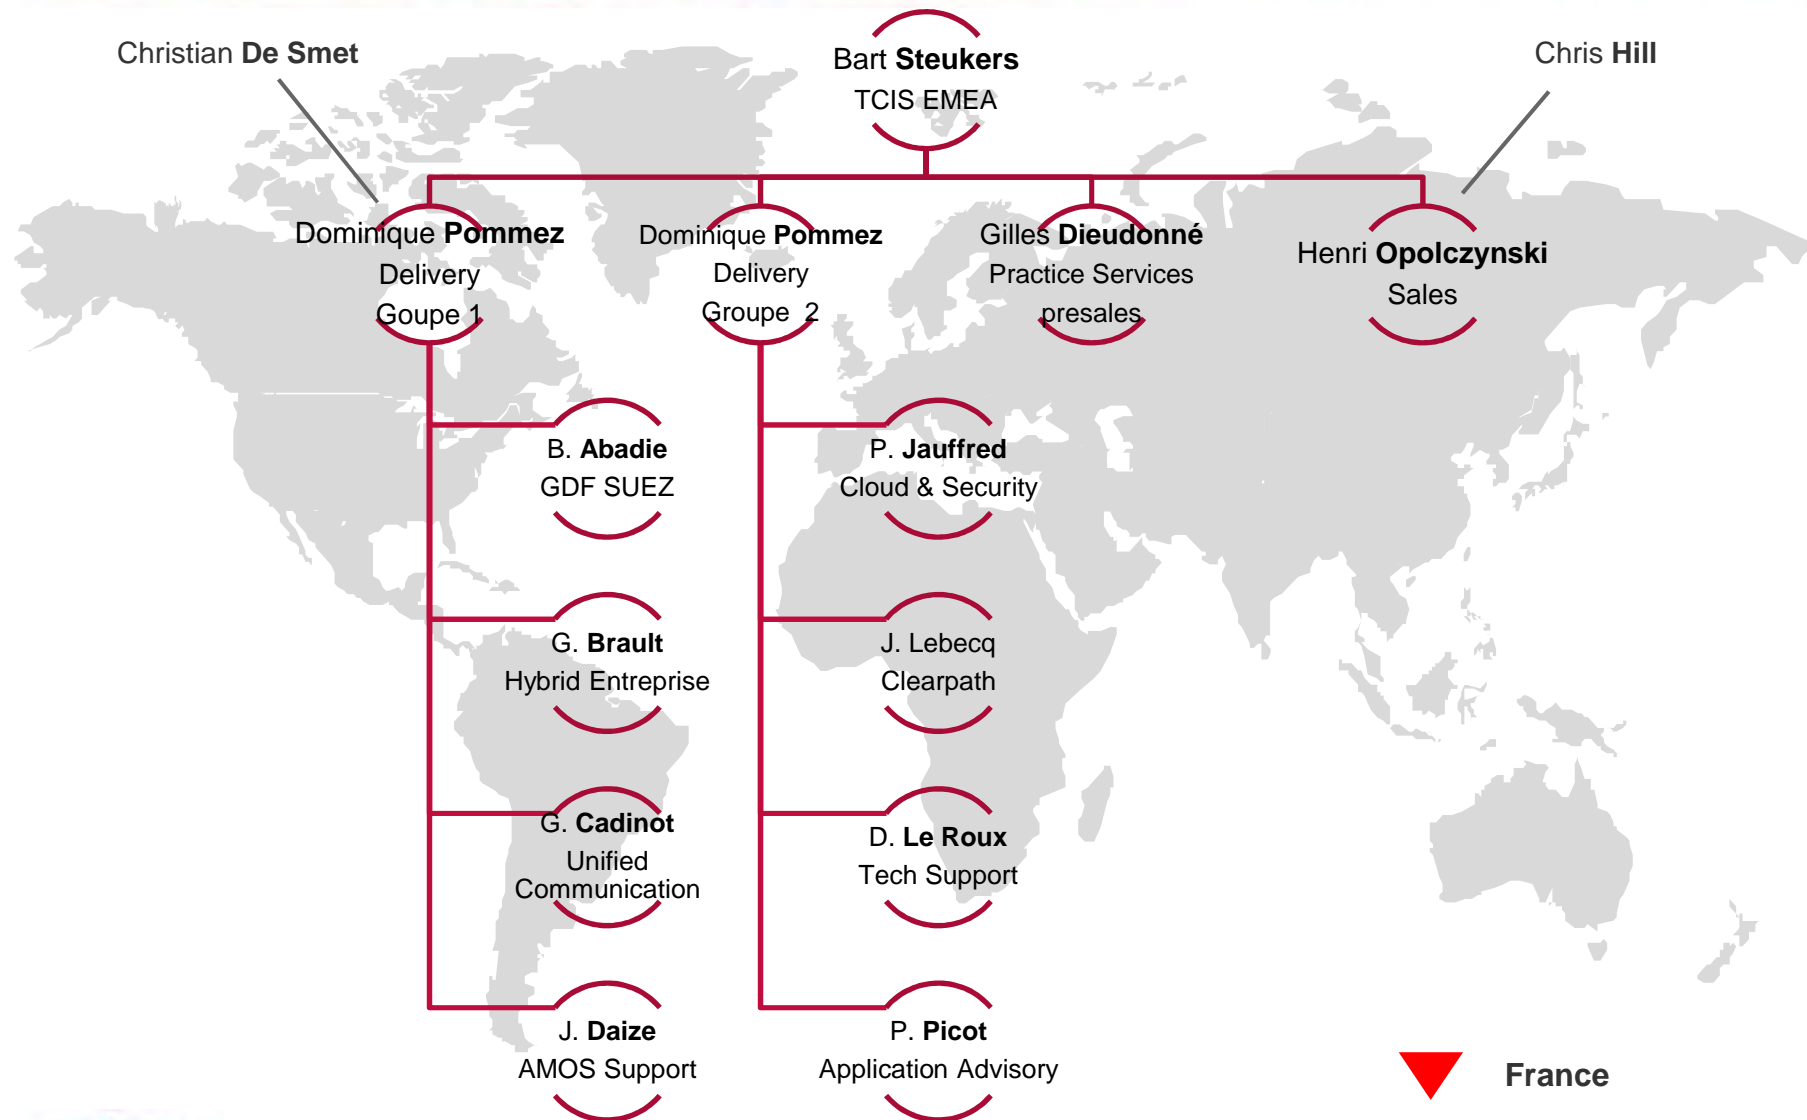 Christian De Smet
Bart Steukers
TCIS EMEA
Chris Hill
Dominique Pommez
Delivery
Goupe 1
Dominique Pommez
Delivery
Groupe 2
Gilles Dieudonné
Practice Services
presales
Henri Opolczynski
Sales
B. Abadie
GDF SUEZ
P. Jauffred
Cloud & Security
G. Brault
Hybrid Entreprise
J. Lebecq
Clearpath
G. Cadinot
Unified
Communication
D. Le Roux
Tech Support
J. Daize
AMOS Support
P. Picot
Application Advisory
France